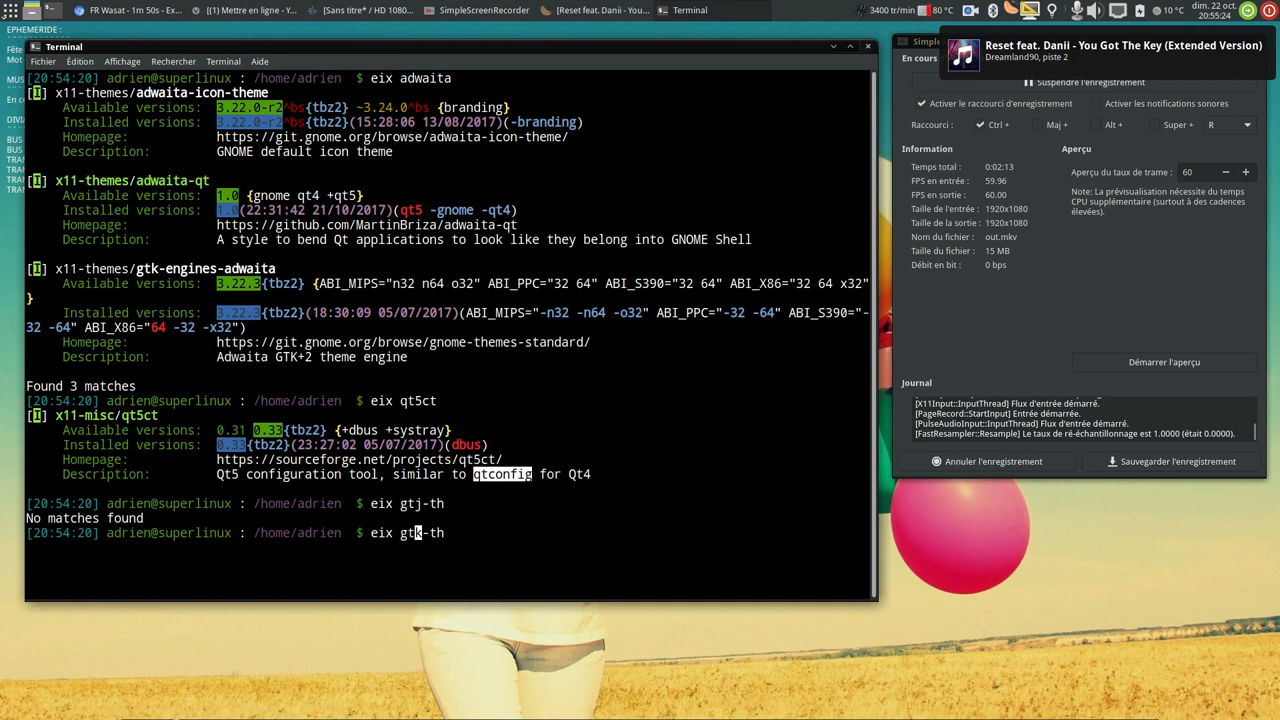 FR Wasat - 1m 50s - Ex...
[(1) Mettre en ligne - Y...
[Sans titre* / HD 1080...
SimpleScreenRecorder
[Reset feat. Danii - You...
Terminal
3400 tr/min
80 °C
10 °C
dim. 22 oct.
20:55:24
EPHEMERIDE :
Fête
Mot
MUS
En co
DIVI
BUS
TRAN
TRAN
TRAN
Terminal
Fichier Édition Affichage Rechercher Terminal Aide
[20:54:20] adrien@superlinux : /home/adrien $ eix adwaita
[I] x11-themes/adwaita-icon-theme
Available versions: 3.22.0-r2^bs{tbz2} ~3.24.0^bs {branding}
Installed versions: 3.22.0-r2^bs{tbz2}(15:28:06 13/08/2017)(-branding)
Homepage: https://git.gnome.org/browse/adwaita-icon-theme/
Description: GNOME default icon theme
[I] x11-themes/adwaita-qt
Available versions: 1.0 {gnome qt4 +qt5}
Installed versions: 1.0(22:31:42 21/10/2017)(qt5 -gnome -qt4)
Homepage: https://github.com/MartinBriza/adwaita-qt
Description: A style to bend Qt applications to look like they belong into GNOME Shell
[I] x11-themes/gtk-engines-adwaita
Available versions: 3.22.3{tbz2} {ABI_MIPS="n32 n64 o32" ABI_PPC="32 64" ABI_S390="32 64" ABI_X86="32 64 x32"
}
Installed versions: 3.22.3{tbz2}(18:30:09 05/07/2017)(ABI_MIPS="-n32 -n64 -o32" ABI_PPC="-32 -64" ABI_S390="-
32 -64" ABI_X86="64 -32 -x32")
Homepage: https://git.gnome.org/browse/gnome-themes-standard/
Description: Adwaita GTK+2 theme engine
Found 3 matches
[20:54:20] adrien@superlinux : /home/adrien $ eix qt5ct
[I] x11-misc/qt5ct
Available versions: 0.31 0.33{tbz2} {+dbus +systray}
Installed versions: 0.33{tbz2}(23:27:02 05/07/2017)(dbus)
Homepage: https://sourceforge.net/projects/qt5ct/
Description: Qt5 configuration tool, similar to qtconfig for Qt4
[20:54:20] adrien@superlinux : /home/adrien $ eix gtj-th
No matches found
[20:54:20] adrien@superlinux : /home/adrien $ eix gtk-th
Simple
Reset feat. Danii - You Got The Key (Extended Version)
Dreamland90, piste 2
En cours
Suspendre l'enregistrement
Activer le raccourci d'enregistrement Activer les notifications sonores
Raccourci : Ctrl + Maj + Alt + Super + R
Information
Temps total : 0:02:13
FPS en entrée : 59.96
FPS en sortie : 60.00
Taille de l'entrée : 1920x1080
Taille de la sortie : 1920x1080
Nom du fichier : out.mkv
Taille du fichier : 15 MB
Débit en bit : 0 bps
Aperçu
Aperçu du taux de trame : 60
Note: La prévisualisation nécessite du temps
CPU supplémentaire (surtout à des cadences
élevées).
Démarrer l'aperçu
Journal
[X11Input::InputThread] Flux d'entrée démarré.
[PageRecord::StartInput] Entrée démarrée.
[PulseAudioInput::InputThread] Flux d'entrée démarré.
[FastResampler::Resample] Le taux de ré-échantillonnage est 1.0000 (était 0.0000).
Annuler l'enregistrement
Sauvegarder l'enregistrement